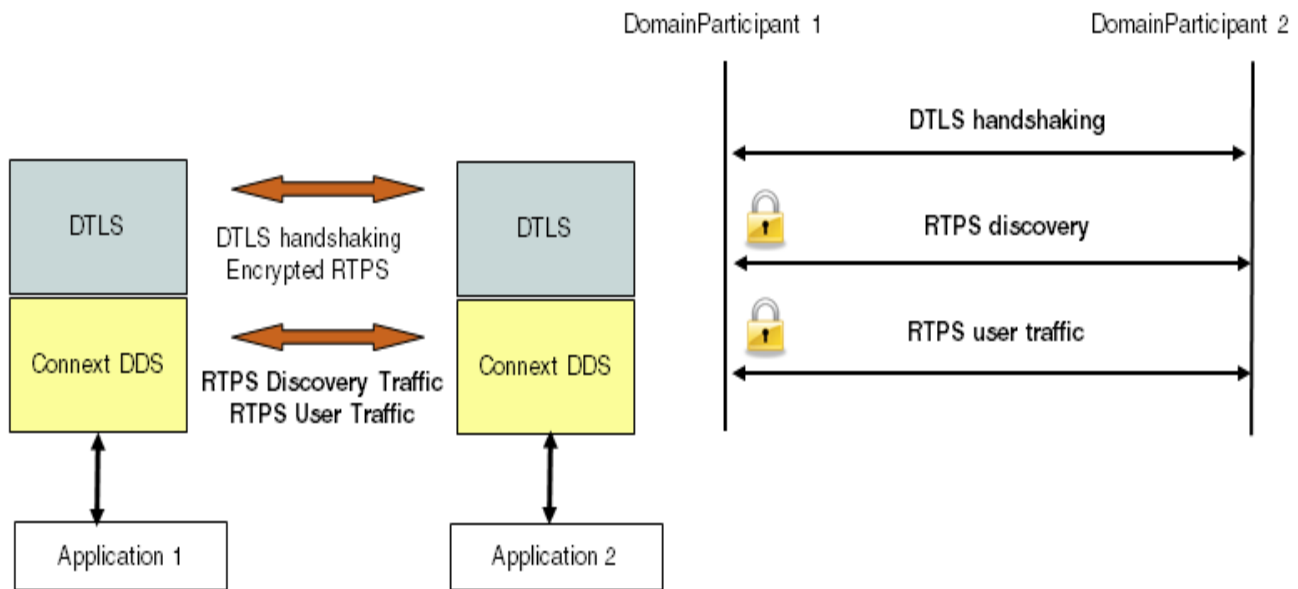 DomainParticipant 1
DomainParticipant 2
DTLS handshaking
RTPS discovery
RTPS user traffic
DTLS
DTLS handshaking
Encrypted RTPS
DTLS
Connext DDS
RTPS Discovery Traffic
RTPS User Traffic
Connext DDS
Application 1
Application 2